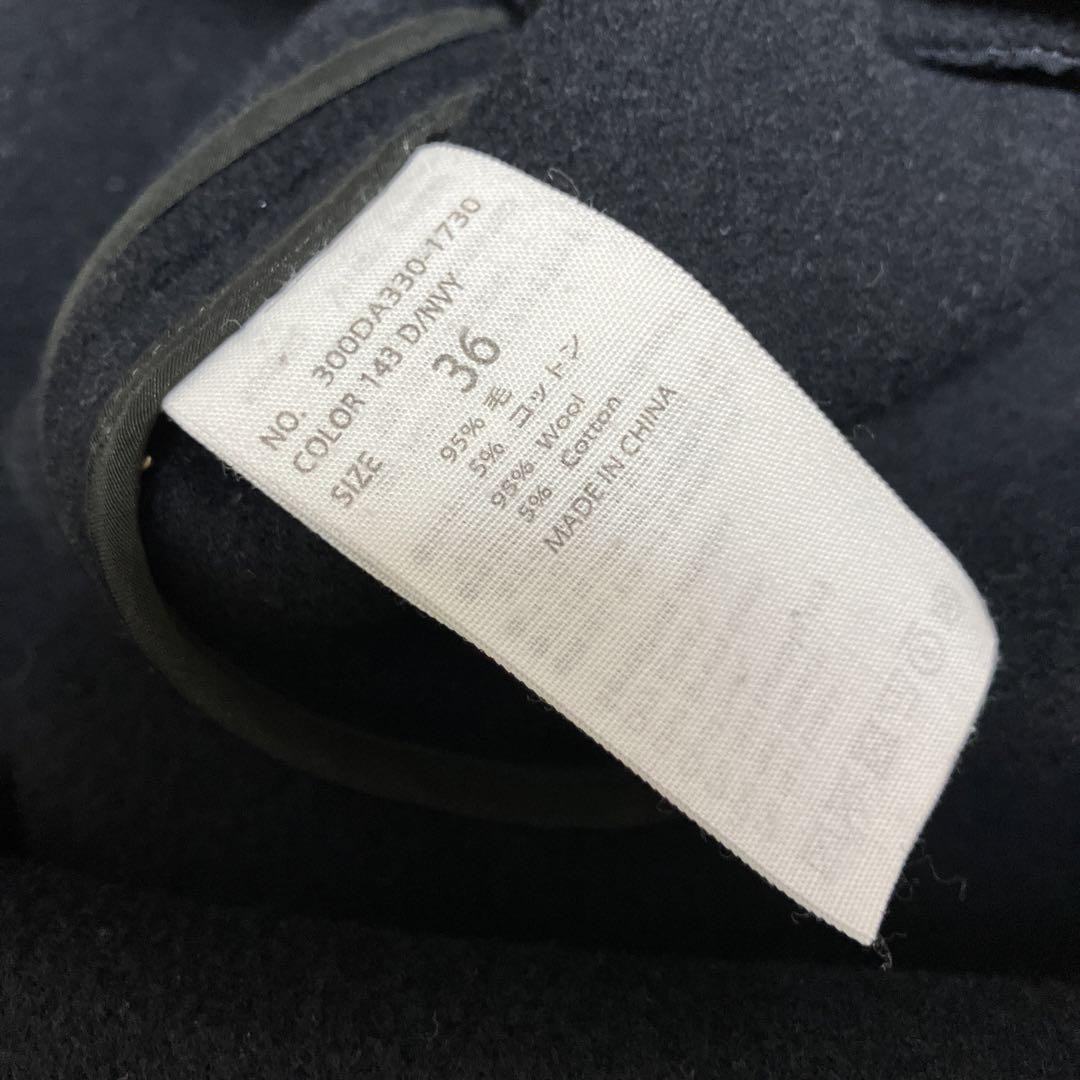 NO. 300DA330-1730
COLOR 143 D/NVY
SIZE 36
95% 毛
5% コットン
95% Wool
5% Cotton
MADE IN CHINA